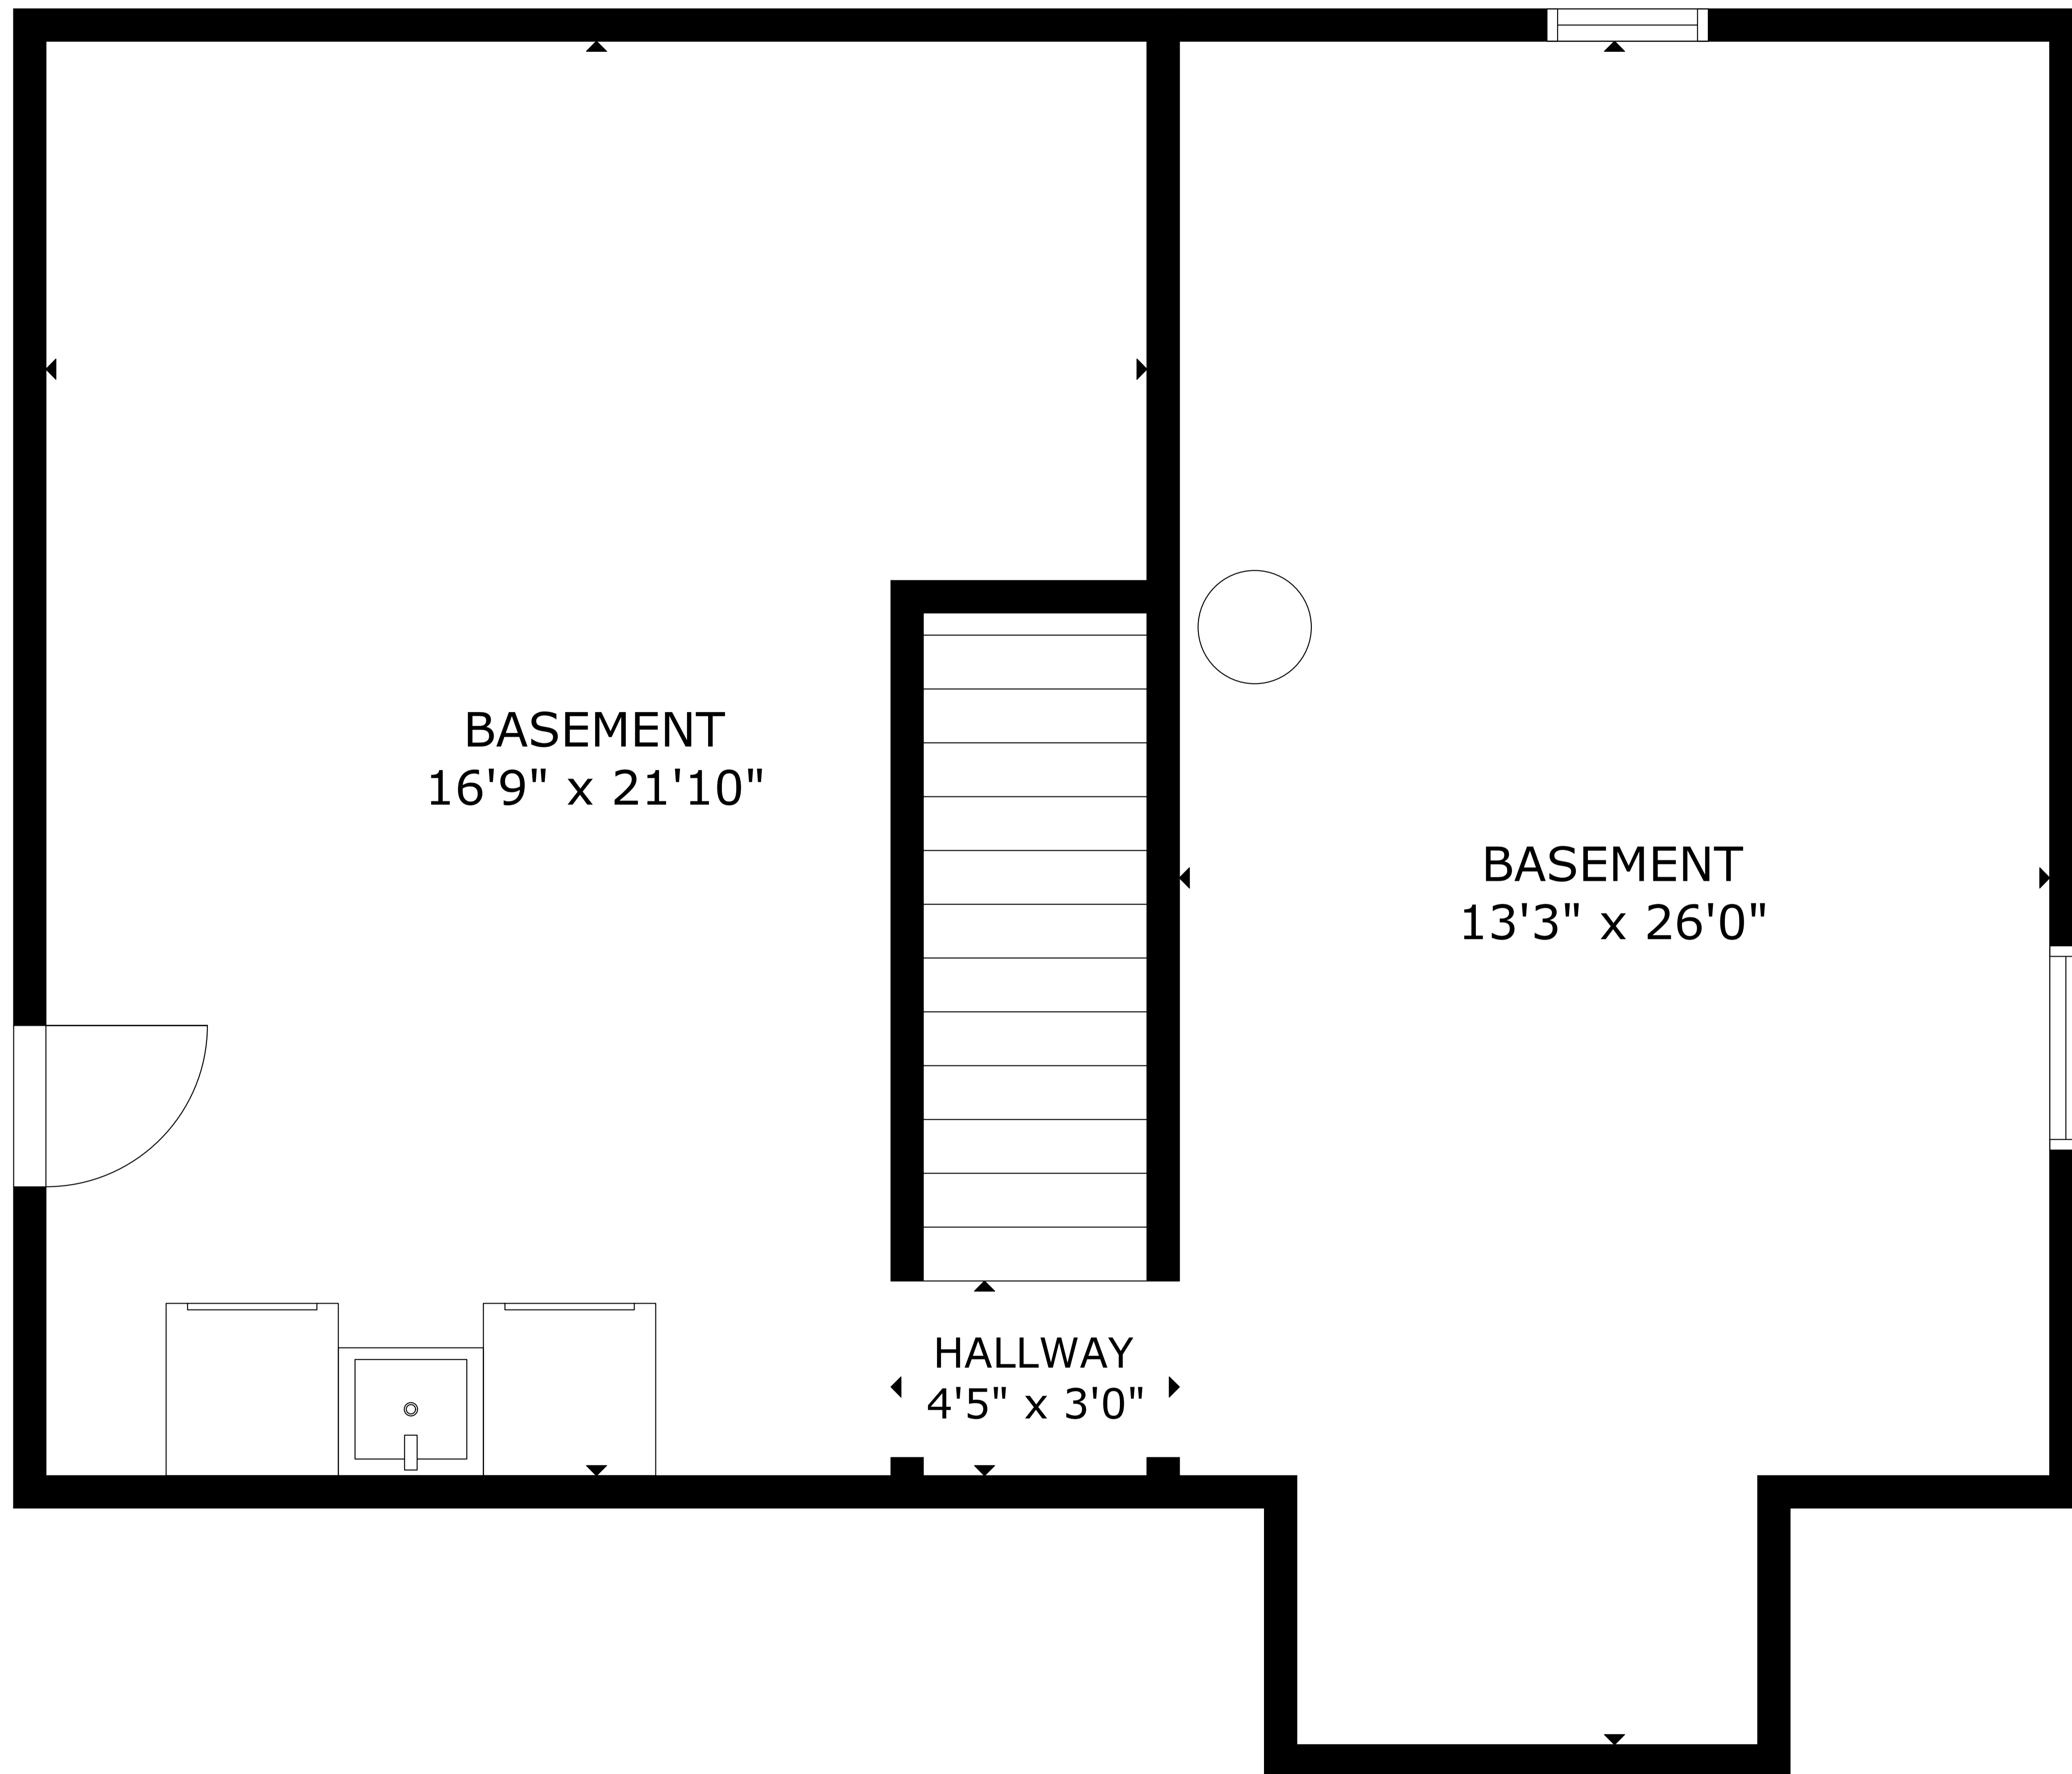 BASEMENT
16'9" x 21'10"
BASEMENT
13'3" x 26'0"
HALLWAY
4'5" x 3'0"